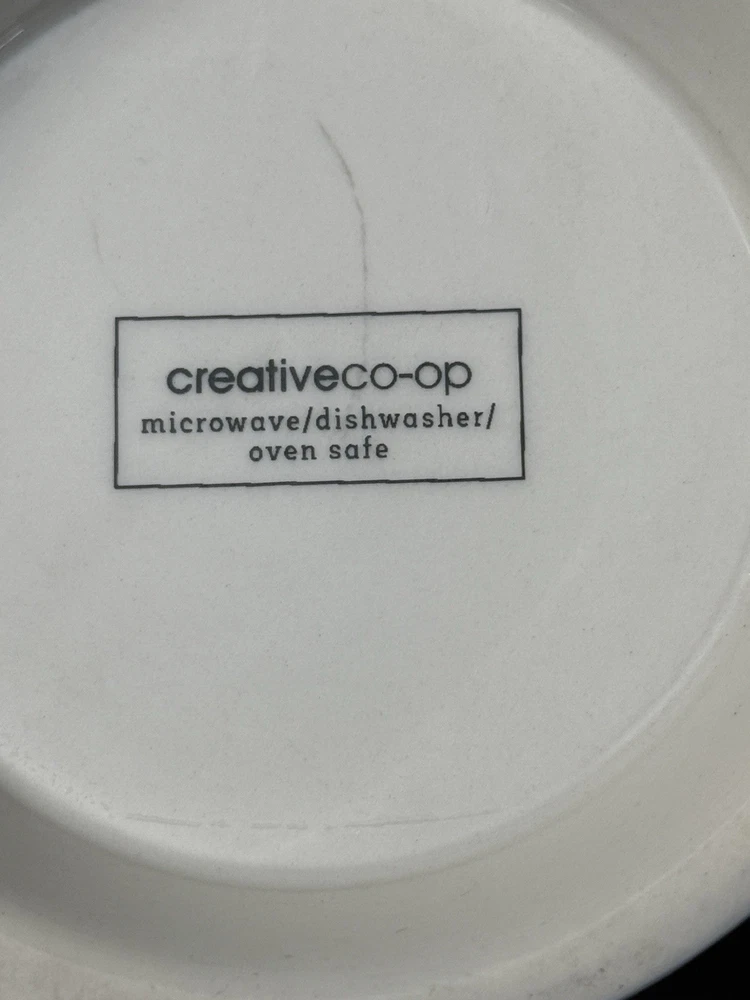 creativeco-op
microwave/dishwasher/
oven safe